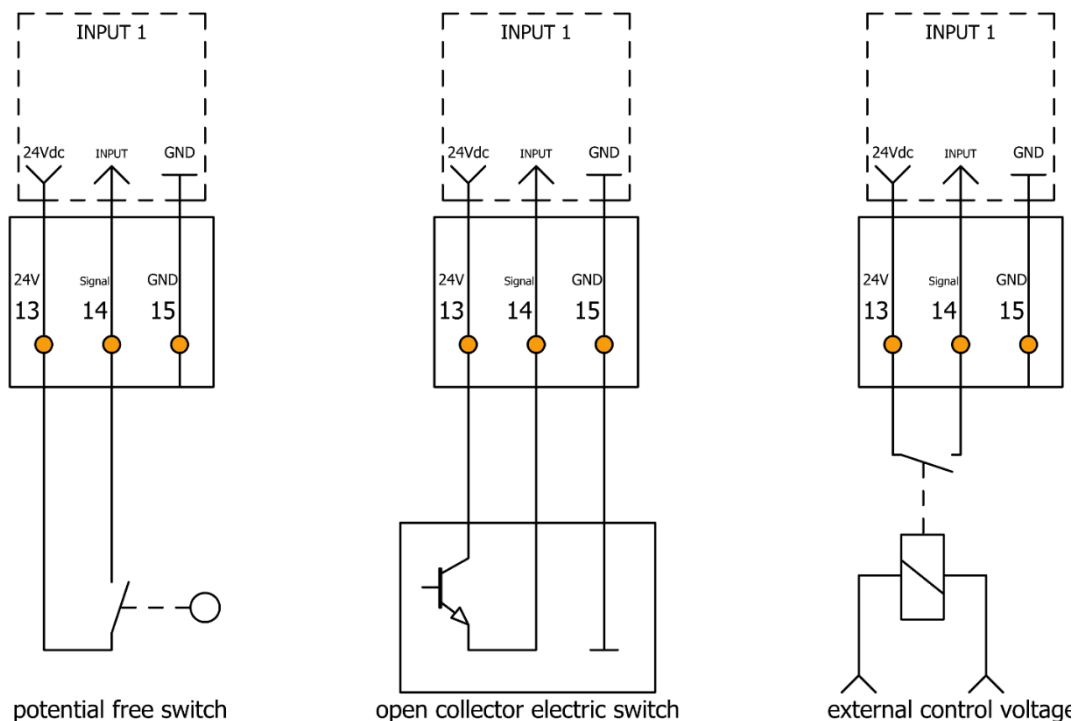 INPUT 1
24Vdc INPUT GND
24V Signal GND
13 14 15
potential free switch
INPUT 1
24Vdc INPUT GND
24V Signal GND
13 14 15
open collector electric switch
INPUT 1
24Vdc INPUT GND
24V Signal GND
13 14 15
external control voltage